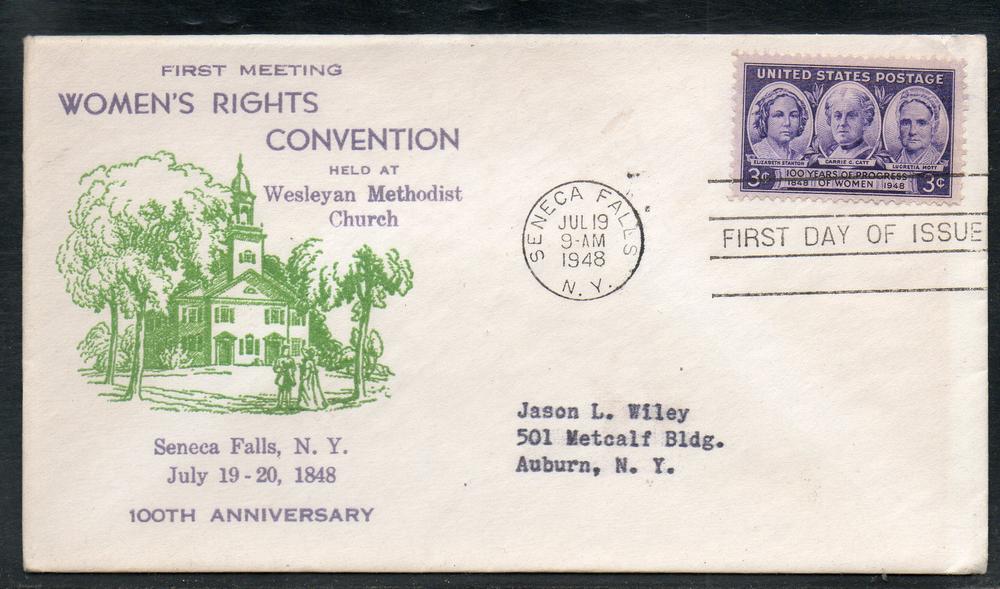 FIRST MEETING
WOMEN'S RIGHTS
CONVENTION
HELD AT
Wesleyan Methodist
Church
Seneca Falls, N. Y.
July 19-20, 1848
100TH ANNIVERSARY
SENECA FALLS
JUL 19
9-AM
1948
N. Y.
UNITED STATES POSTAGE
ELIZABETH STANTON
CARRIE C. CATT
LUCRETIA MOTT
3¢ 100 YEARS OF PROGRESS 3¢
1848 OF WOMEN 1948
FIRST DAY OF ISSUE
Jason L. Wiley
501 Metcalf Bldg.
Auburn, N. Y.